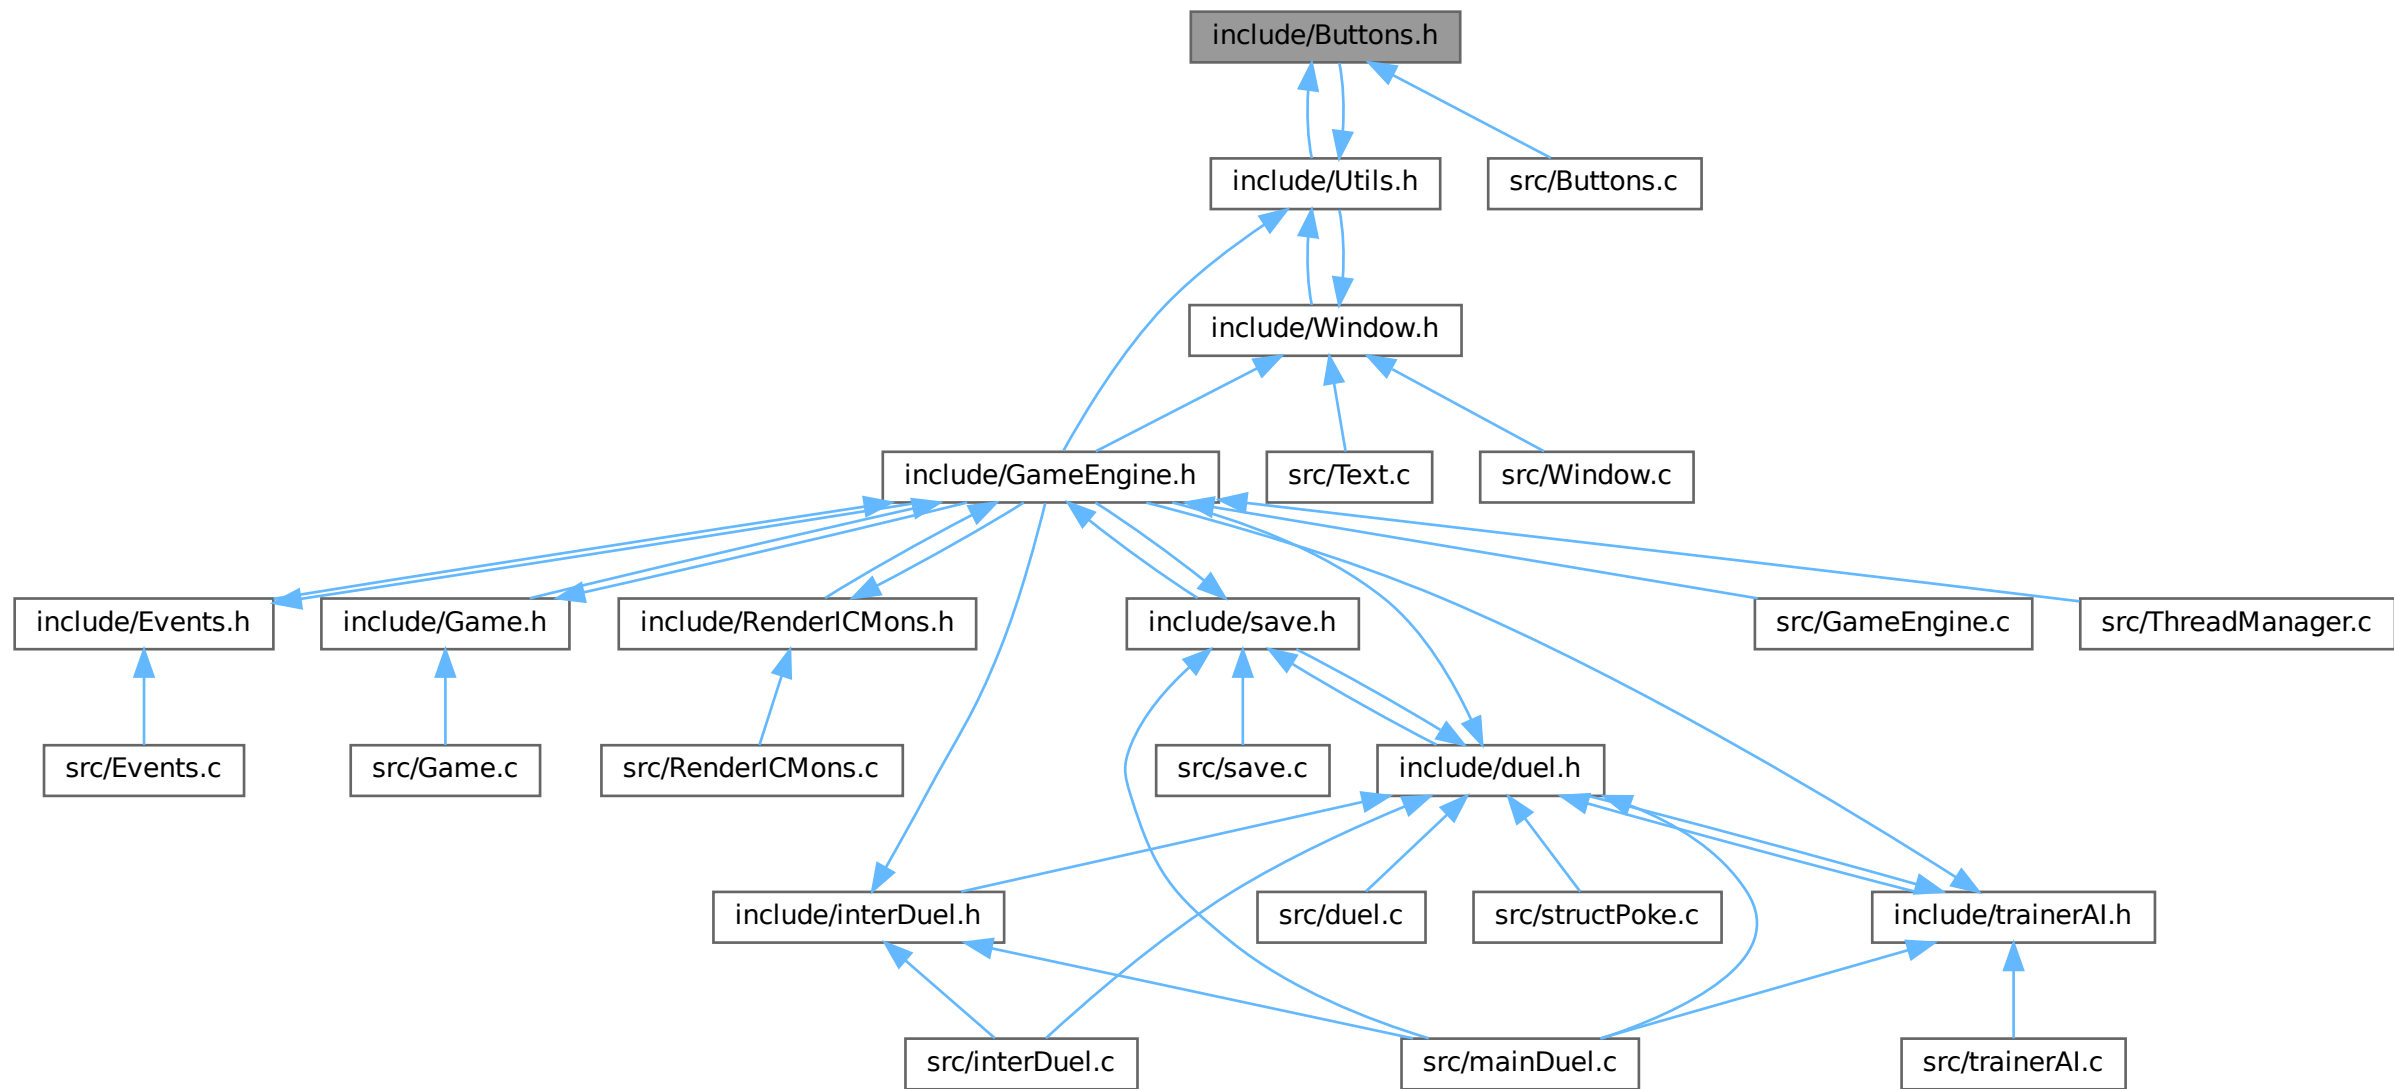 include/Buttons.h
include/Utils.h
src/Buttons.c
include/Window.h
include/GameEngine.h
src/Text.c
src/Window.c
include/Events.h
include/Game.h
include/RenderICMons.h
include/save.h
src/GameEngine.c
src/ThreadManager.c
src/Events.c
src/Game.c
src/RenderICMons.c
src/save.c
include/duel.h
include/interDuel.h
src/duel.c
src/structPoke.c
include/trainerAI.h
src/interDuel.c
src/mainDuel.c
src/trainerAI.c